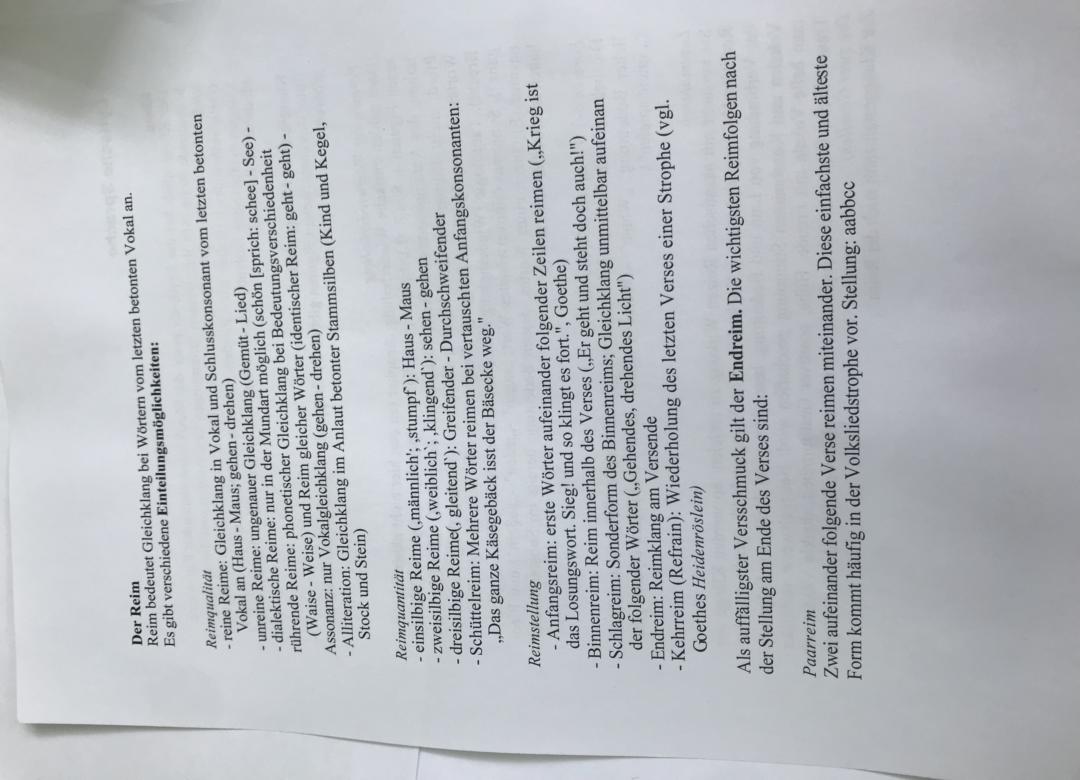 Der Reim
Reim bedeutet Gleichklang bei Wörtern vom letzten betonten Vokal an.
Es gibt verschiedene Einteilungsmöglichkeiten:
Reimqualität
- reine Reime: Gleichklang in Vokal und Schlusskonsonant vom letzten betonten
Vokal an (Haus - Maus; gehen - drehen)
- unreine Reime: ungenauer Gleichklang (Gemüt - Lied)
- dialektische Reime: nur in der Mundart möglich (schön [sprich: schee] - See) -
rührende Reime: phonetischer Gleichklang bei Bedeutungsverschiedenheit
(Waise - Weise) und Reim gleicher Wörter (identischer Reim: geht - geht) -
Assonanz: nur Vokalgleichklang (gehen - drehen)
- Alliteration: Gleichklang im Anlaut betonter Stammsilben (Kind und Kegel,
Stock und Stein)
Reimquantität
- einsilbige Reime (‚männlich'; ‚stumpf`): Haus - Maus
- zweisilbige Reime (‚weiblich`; ‚klingend`): sehen - gehen
- dreisilbige Reime(‚ gleitend`): Greifender - Durchschweifender
- Schüttelreim: Mehrere Wörter reimen bei vertauschten Anfangskonsonanten:
„Das ganze Käsegebäck isst der Bäsecke weg."
Reimstellung
- Anfangsreim: erste Wörter aufeinander folgender Zeilen reimen („Krieg ist
das Losungswort. Sieg! und so klingt es fort.", Goethe)
- Binnenreim: Reim innerhalb des Verses („Er geht und steht doch auch!")
- Schlagreim: Sonderform des Binnenreims; Gleichklang unmittelbar aufeinan
der folgender Wörter („Gehendes, drehendes Licht")
- Endreim: Reimklang am Versende
- Kehrreim (Refrain): Wiederholung des letzten Verses einer Strophe (vgl.
Goethes Heidenröslein)
Als auffälligster Versschmuck gilt der Endreim. Die wichtigsten Reimfolgen nach
der Stellung am Ende des Verses sind:
Paarreim
Zwei aufeinander folgende Verse reimen miteinander. Diese einfachste und älteste
Form kommt häufig in der Volksliedstrophe vor. Stellung: aabbcc